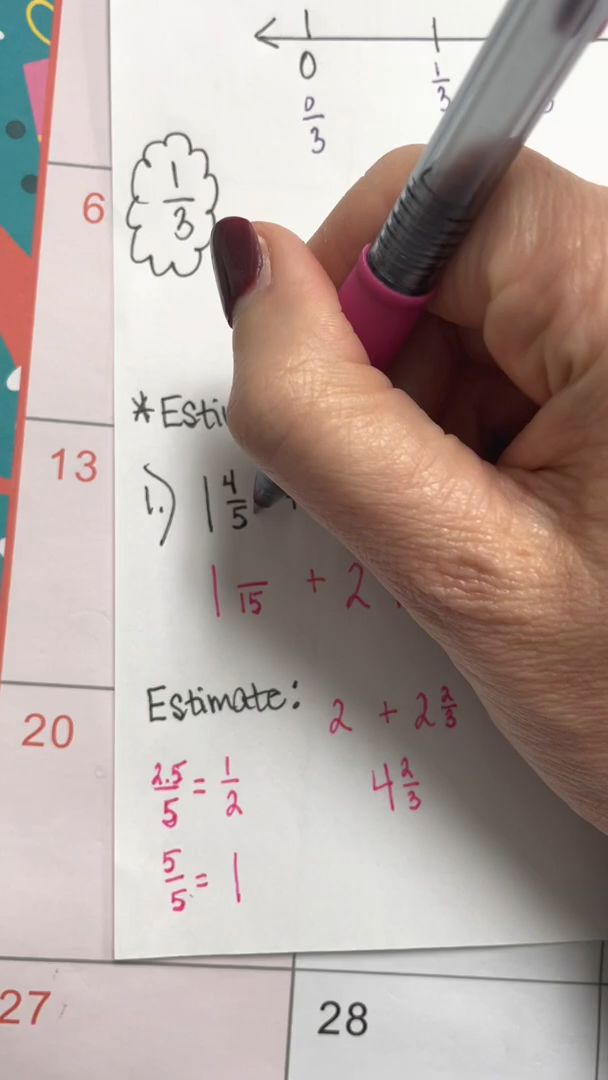 0 1/3
0/3
1/3
6
*Esti
13
1.) 1 4/5
1 /15 + 2
Estimate: 2 + 2 2/3
20
2.5/5 = 1/2 4 2/3
5/5 = 1
27 28